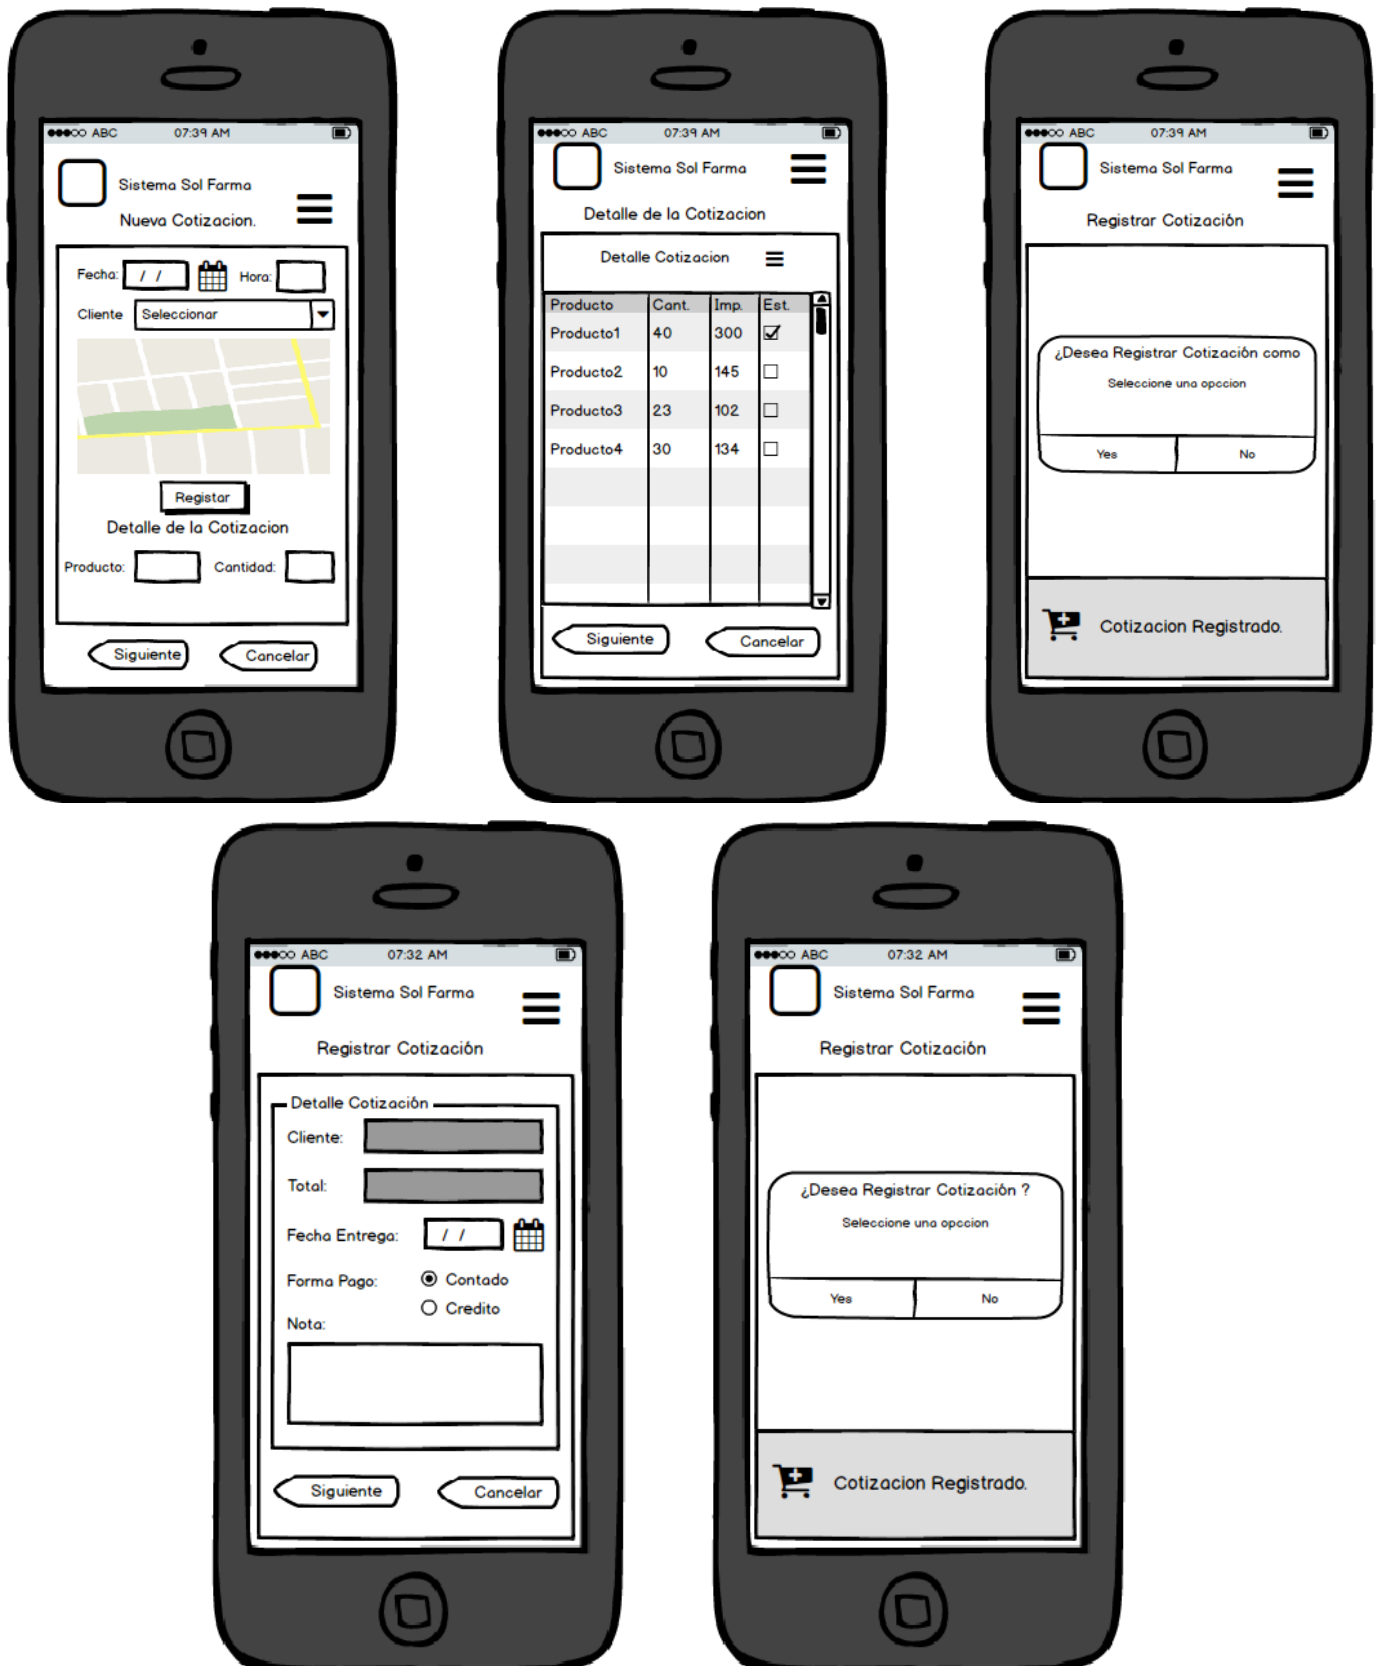 ABC 07:39 AM
Sistema Sol Farma
Nueva Cotizacion.
Fecha: / / Hora:
Cliente Seleccionar
Registar
Detalle de la Cotizacion
Producto: Cantidad:
Siguiente Cancelar
ABC 07:39 AM
Sistema Sol Farma
Detalle de la Cotizacion
Detalle Cotizacion
Producto Cant. Imp. Est.
Producto1 40 300
Producto2 10 145
Producto3 23 102
Producto4 30 134
Siguiente Cancelar
ABC 07:39 AM
Sistema Sol Farma
Registrar Cotización
¿Desea Registrar Cotización como
Seleccione una opccion
Yes No
Cotizacion Registrado.
ABC 07:32 AM
Sistema Sol Farma
Registrar Cotización
Detalle Cotización
Cliente:
Total:
Fecha Entrega: / /
Forma Pago: Contado
Credito
Nota:
Siguiente Cancelar
ABC 07:32 AM
Sistema Sol Farma
Registrar Cotización
¿Desea Registrar Cotización ?
Seleccione una opccion
Yes No
Cotizacion Registrado.